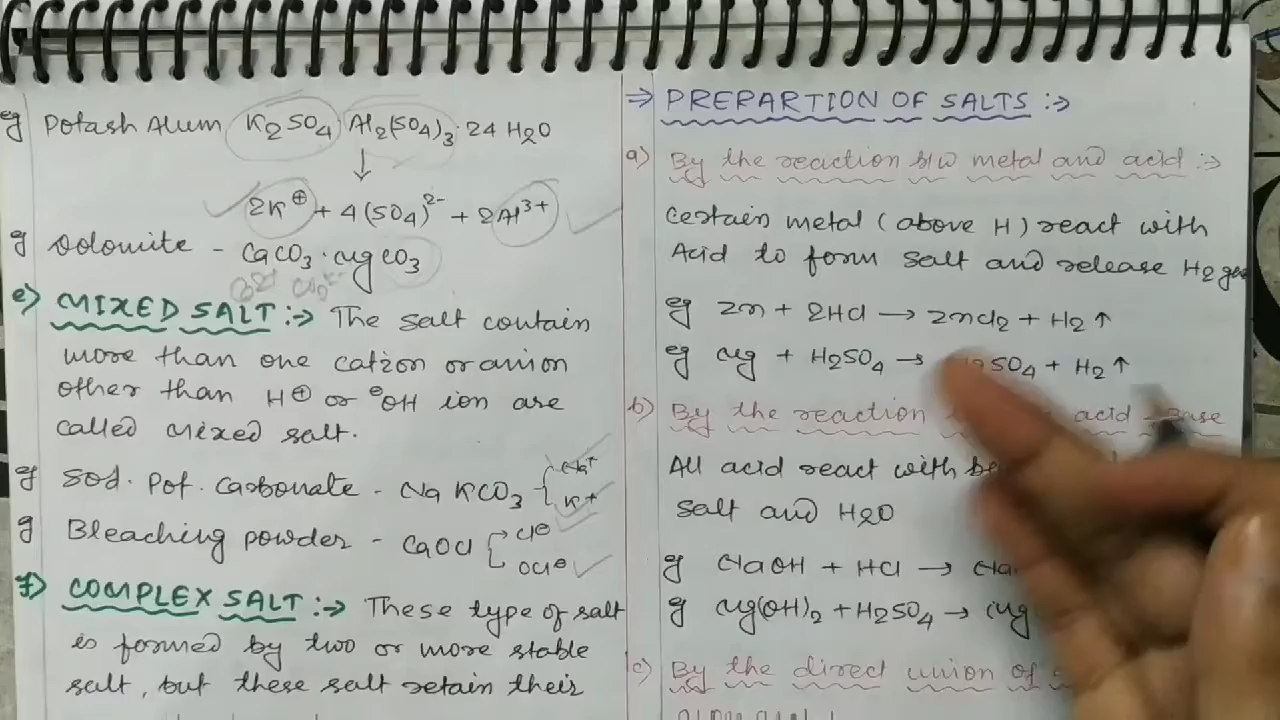 eg Potash Alum K2SO4 Al2(SO4)3.24H2O
↓
2K⊕ + 4(SO4)2- + 2Al3+
eg Dolomite - CaCO3.MgCO3
e) MIXED SALT :→ The salt contain
more than one cation or anion
other than H⊕ or ⊖OH ion are
called mixed salt.
eg Sod. Pot. Carbonate - NaKCO3 Na+
K+
eg Bleaching powder - CaOCl Cl⊖
OCl⊖
f) COMPLEX SALT :→ These type of salt
is formed by two or more stable
salt, but these salt retain their
⇒ PREPARTION OF SALTS :→
a) By the reaction b/w metal and acid :→
Certain metal (above H) react with
Acid to form salt and release H2 gas
eg Zn + 2HCl → ZnCl2 + H2 ↑
eg Mg + H2SO4 → SO4 + H2 ↑
b) By the reaction acid base
All acid react with
salt and H2O
eg NaOH + HCl →
eg Mg(OH)2 + H2SO4 → Mg
c) By the direct union of